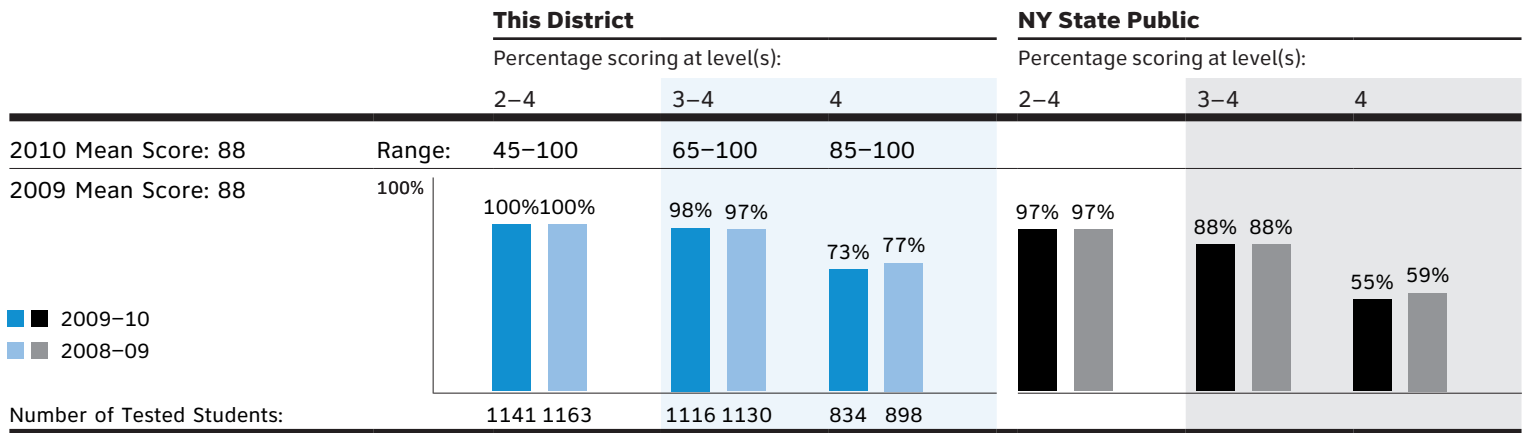 This District NY State Public
Percentage scoring at level(s): Percentage scoring at level(s):
2–4 3–4 4 2–4 3–4 4
2010 Mean Score: 88 Range: 45–100 65–100 85–100
2009 Mean Score: 88 100%
100% 100% 98% 97% 73% 77% 97% 97% 88% 88% 55% 59%
2009–10
2008–09
Number of Tested Students: 1141 1163 1116 1130 834 898